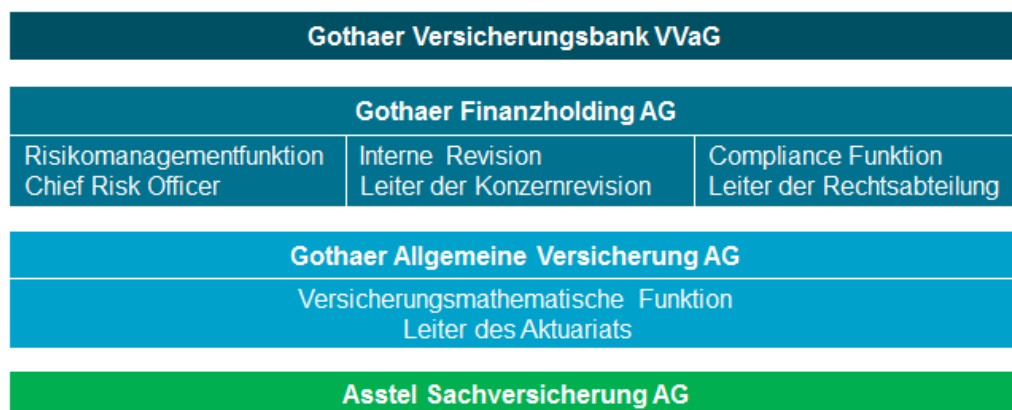 Gothaer Versicherungsbank VVaG
Gothaer Finanzholding AG
Risikomanagementfunktion
Chief Risk Officer
Interne Revision
Leiter der Konzernrevision
Compliance Funktion
Leiter der Rechtsabteilung
Gothaer Allgemeine Versicherung AG
Versicherungsmathematische Funktion
Leiter des Aktuariats
Asstel Sachversicherung AG